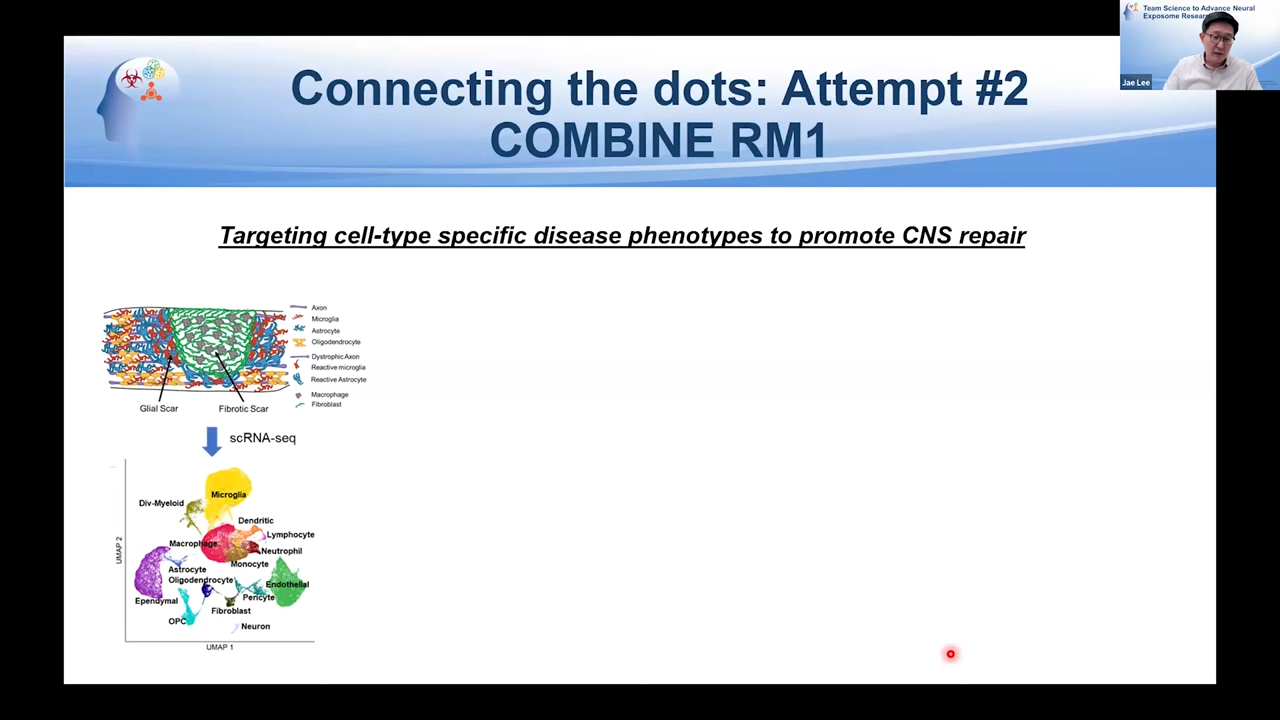 Team Science to Advance Neural
Exposome Resear
Jae Lee
Connecting the dots: Attempt #2
COMBINE RM1
Targeting cell-type specific disease phenotypes to promote CNS repair
Axon
Microglia
Astrocyte
Oligodendrocyte
Dystrophic Axon
Reactive microglia
Reactive Astrocyte
Macrophage
Fibroblast
Glial Scar
Fibrotic Scar
scRNA-seq
Microglia
Div-Myeloid
Dendritic
Lymphocyte
Macrophage
Neutrophil
Monocyte
Astrocyte
Oligodendrocyte
Endothelial
Ependymal
Pericyte
Fibroblast
OPC
Neuron
UMAP 2
UMAP 1